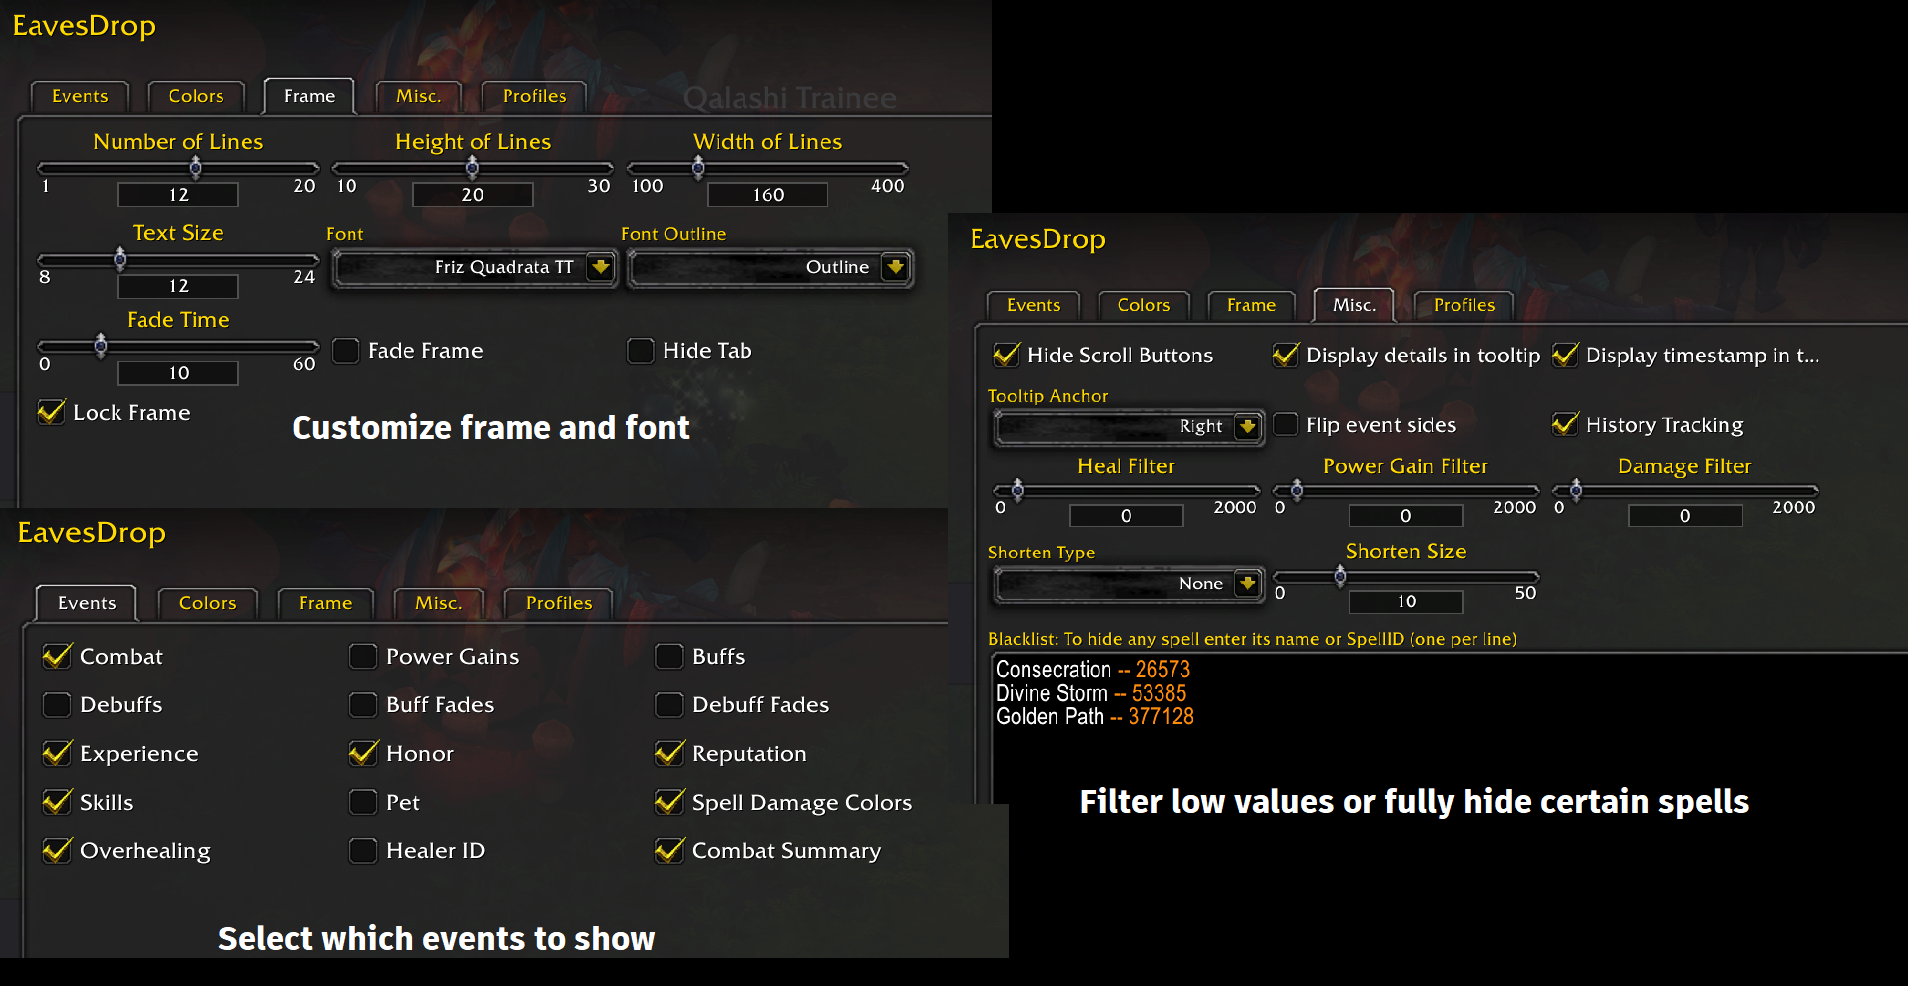 EavesDrop
Events Colors Frame Misc. Profiles
Qalashi Trainee
Number of Lines Height of Lines Width of Lines
1 12 20 10 20 30 100 160 400
Text Size Font Font Outline
8 12 24 Friz Quadrata TT Outline
Fade Time
0 10 60 Fade Frame Hide Tab
Lock Frame
Customize frame and font
EavesDrop
Events Colors Frame Misc. Profiles
Hide Scroll Buttons Display details in tooltip Display timestamp in t...
Tooltip Anchor
Right Flip event sides History Tracking
Heal Filter Power Gain Filter Damage Filter
0 0 2000 0 0 2000 0 0 2000
Shorten Type Shorten Size
None 0 10 50
Blacklist: To hide any spell enter its name or SpellID (one per line)
Consecration -- 26573
Divine Storm -- 53385
Golden Path -- 377128
Filter low values or fully hide certain spells
EavesDrop
Events Colors Frame Misc. Profiles
Combat Power Gains Buffs
Debuffs Buff Fades Debuff Fades
Experience Honor Reputation
Skills Pet Spell Damage Colors
Overhealing Healer ID Combat Summary
Select which events to show